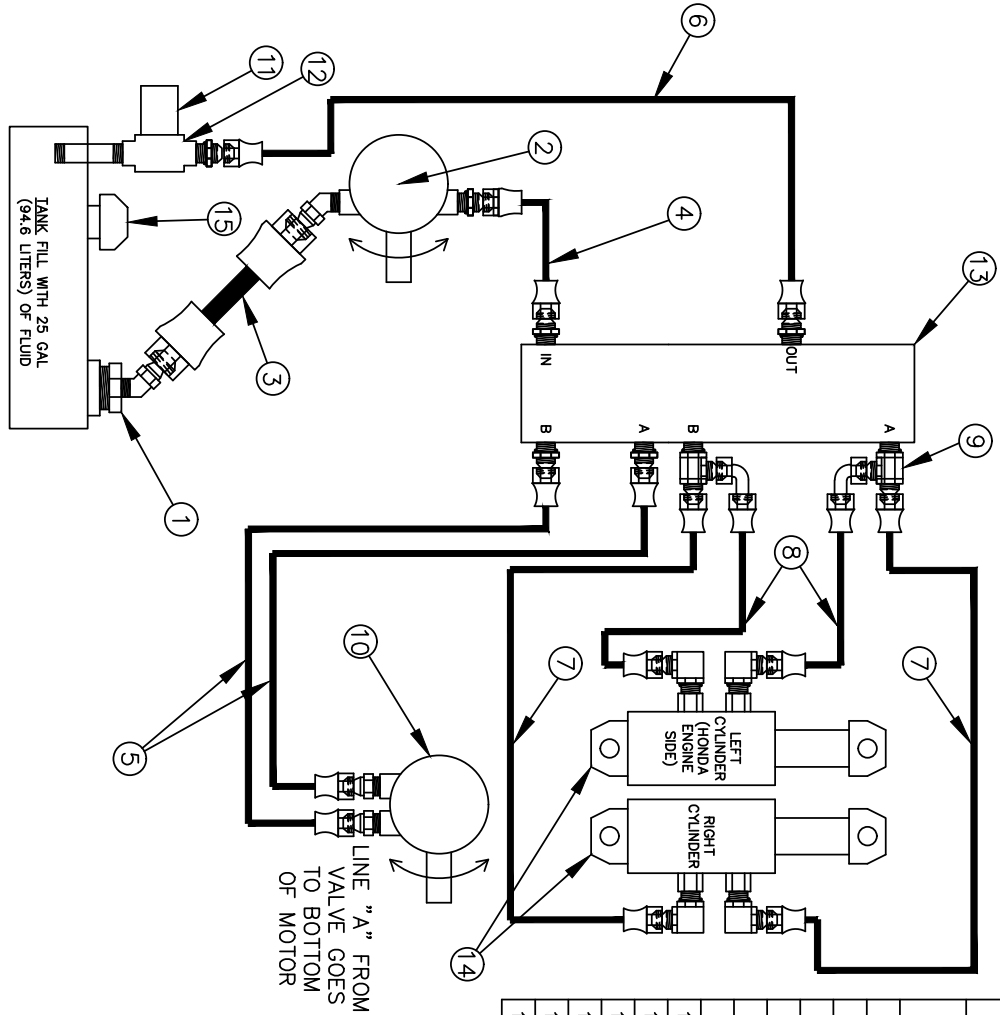 6
11
12
2
15
4
13
TANK FILL WITH 25 GAL
(94.6 LITERS) OF FLUID
3
IN
OUT
B
A
B
A
9
1
8
10
7
7
LEFT
CYLINDER
(HONDA
ENGINE
SIDE)
RIGHT
CYLINDER
5
14
LINE "A" FROM
VALVE GOES
TO BOTTOM
OF MOTOR